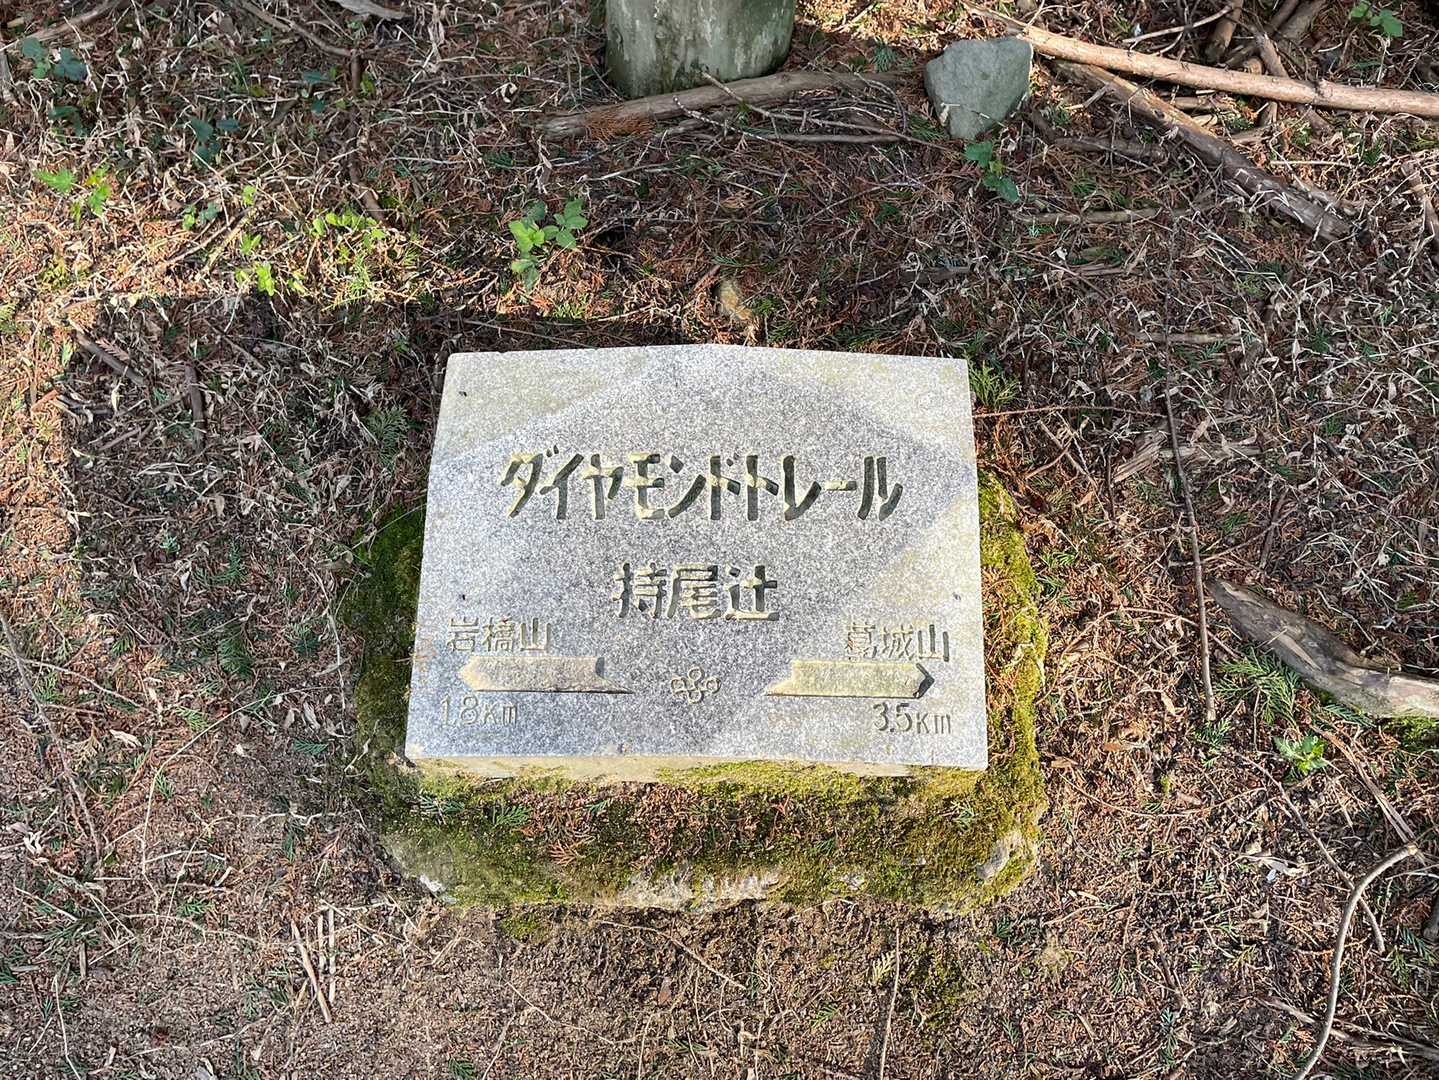 ダイヤモンドトレール
持尾辻
岩橋山 葛城山
1.8km 3.5km